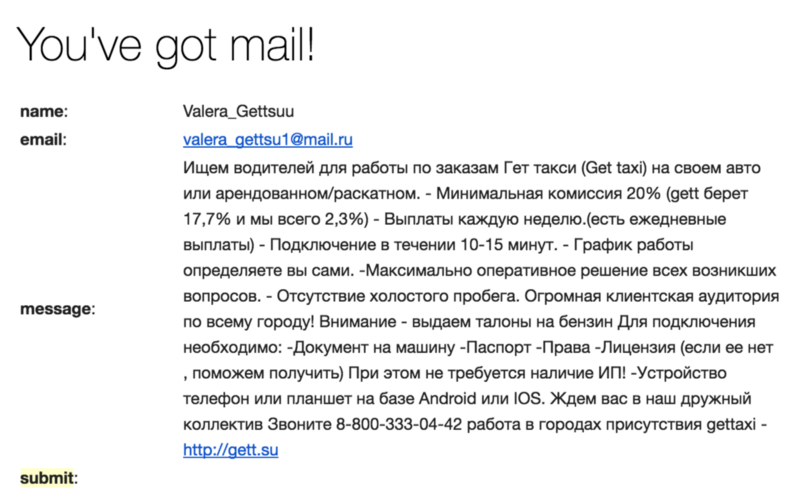 You've got mail!
name: Valera_Gettsuu
email: valera_gettsu1@mail.ru
Ищем водителей для работы по заказам Гет такси (Get taxi) на своем авто
или арендованном/раскатном. - Минимальная комиссия 20% (gett берет
17,7% и мы всего 2,3%) - Выплаты каждую неделю.(есть ежедневные
выплаты) - Подключение в течении 10-15 минут. - График работы
определяете вы сами. -Максимально оперативное решение всех возникших
вопросов. - Отсутствие холостого пробега. Огромная клиентская аудитория
message: по всему городу! Внимание - выдаем талоны на бензин Для подключения
необходимо: -Документ на машину -Паспорт -Права -Лицензия (если ее нет
, поможем получить) При этом не требуется наличие ИП! -Устройство
телефон или планшет на базе Android или IOS. Ждем вас в наш дружный
коллектив Звоните 8-800-333-04-42 работа в городах присутствия gettaxi -
http://gett.su
submit: